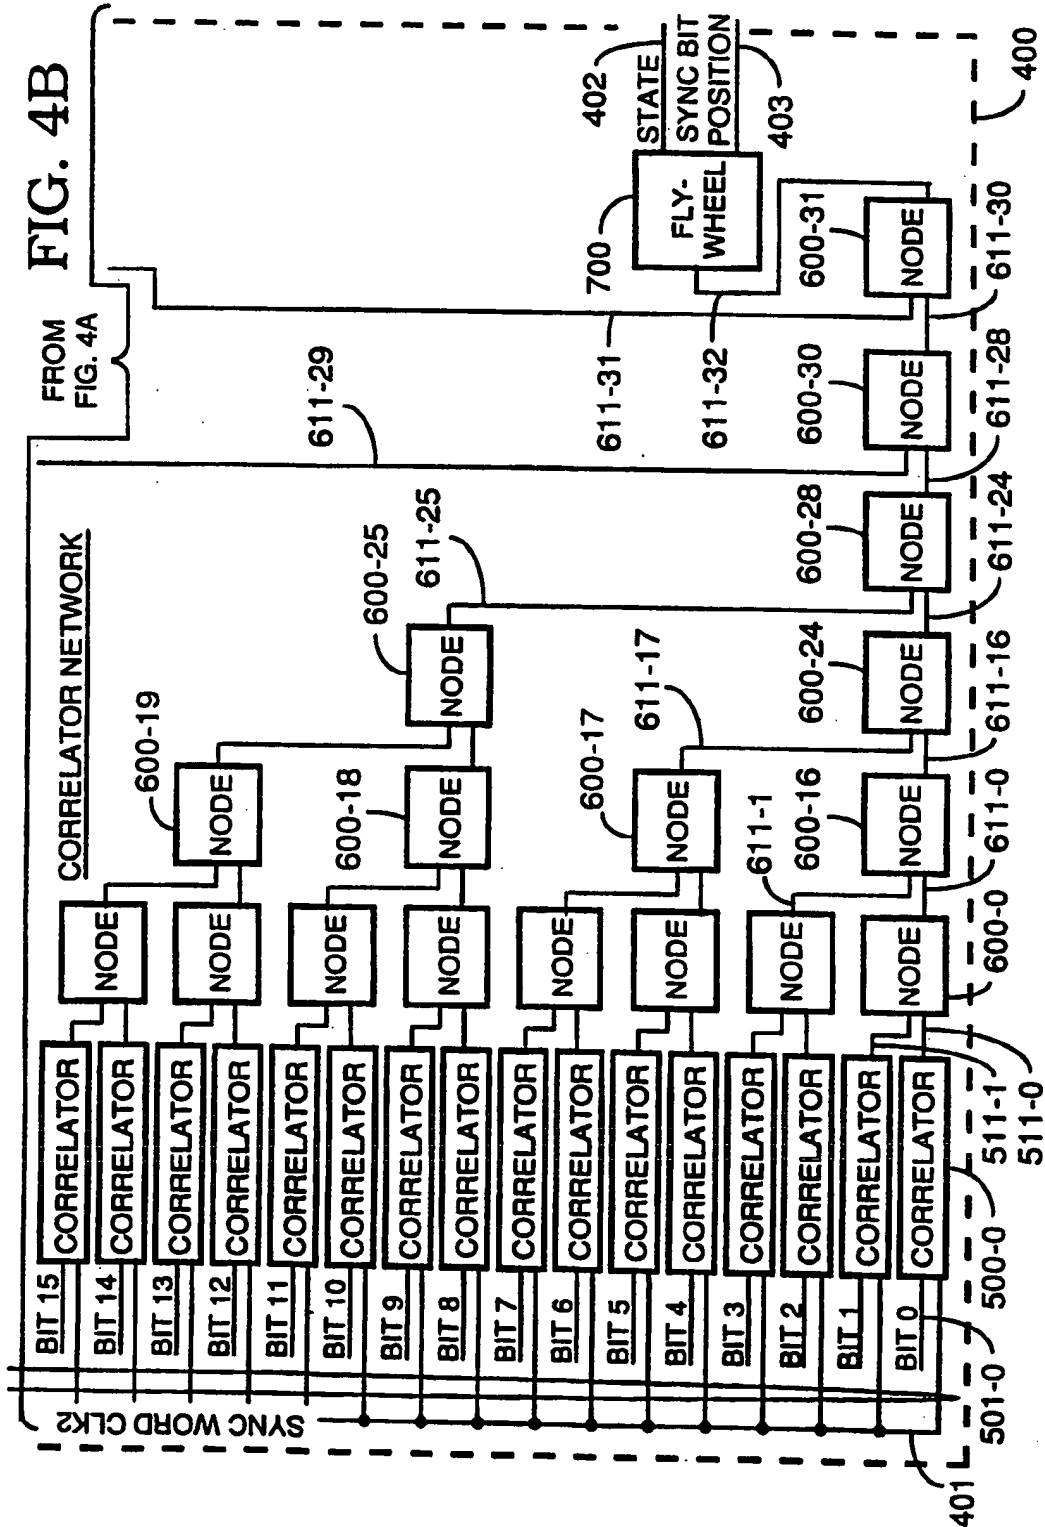 FIG. 4B
FROM
FIG. 4A
CORRELATOR NETWORK
SYNC WORD CLK2
BIT 15
CORRELATOR
NODE
BIT 14
CORRELATOR
600-19
NODE
BIT 13
CORRELATOR
NODE
BIT 12
CORRELATOR
611-29
BIT 11
CORRELATOR
NODE
BIT 10
CORRELATOR
600-18
NODE
600-25
NODE
611-25
BIT 9
CORRELATOR
NODE
BIT 8
CORRELATOR
BIT 7
CORRELATOR
NODE
BIT 6
CORRELATOR
600-17
NODE
611-17
BIT 5
CORRELATOR
NODE
BIT 4
CORRELATOR
611-31
611-32
700
FLY-
WHEEL
402
STATE
SYNC BIT
POSITION
403
BIT 3
CORRELATOR
NODE
611-1
BIT 2
CORRELATOR
600-16
NODE
600-24
NODE
600-28
NODE
600-30
NODE
600-31
NODE
BIT 1
CORRELATOR
NODE
BIT 0
CORRELATOR
401
501-0
500-0
511-1
511-0
600-0
611-0
611-16
611-24
611-28
611-30
400